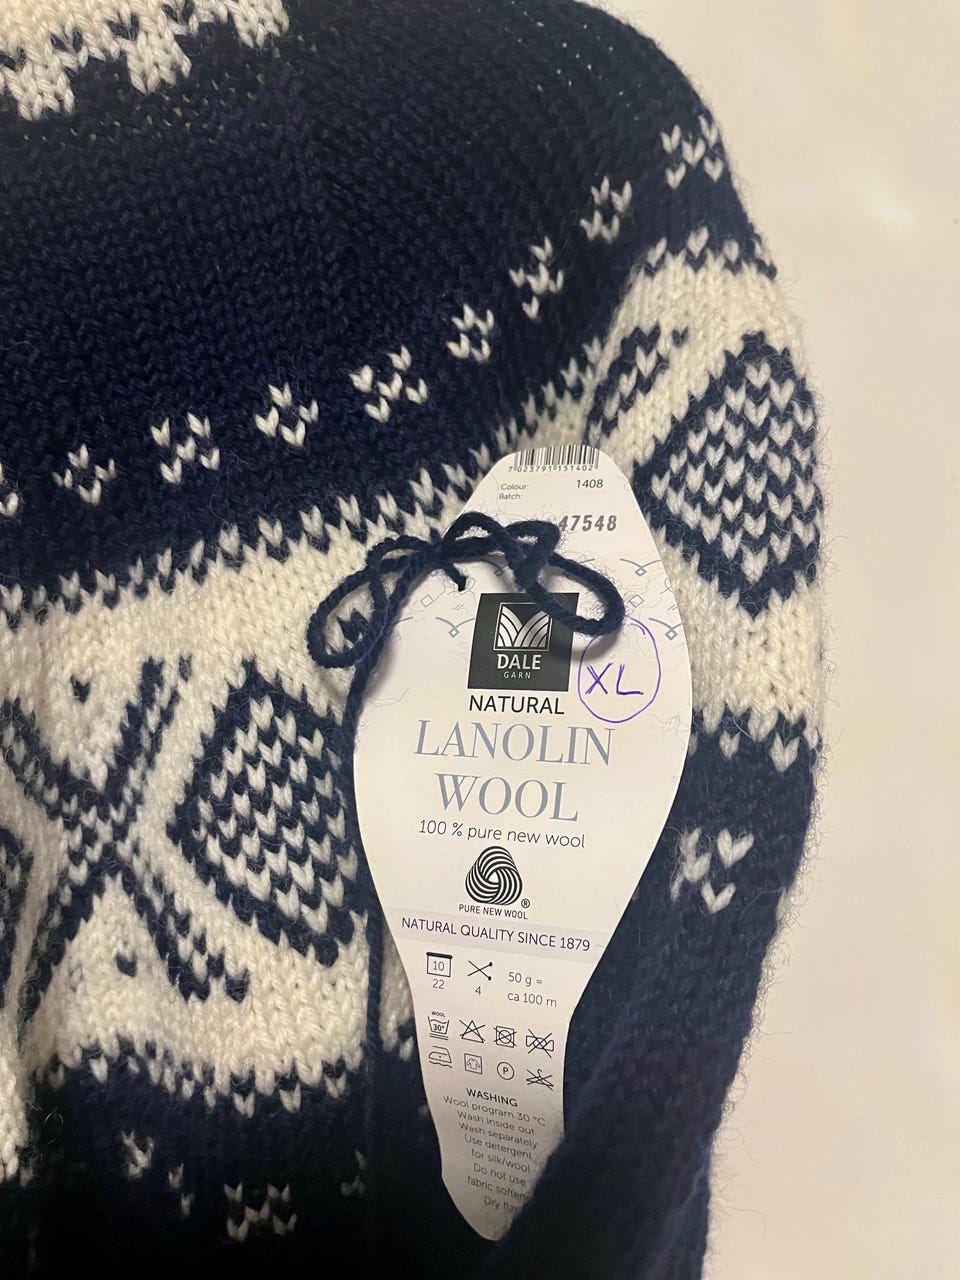 7 023791 151402
Colour: 1408
Batch:
47548
DALE
GARN
XL
NATURAL
LANOLIN
WOOL
100 % pure new wool
®
PURE NEW WOOL
NATURAL QUALITY SINCE 1879
10
22
4
50 g =
ca 100 m
WOOL
30°
P
WASHING
Wool program 30 °C
Wash inside out
Wash separately
Use detergent
for silk/wool
Do not use
fabric soften
Dry